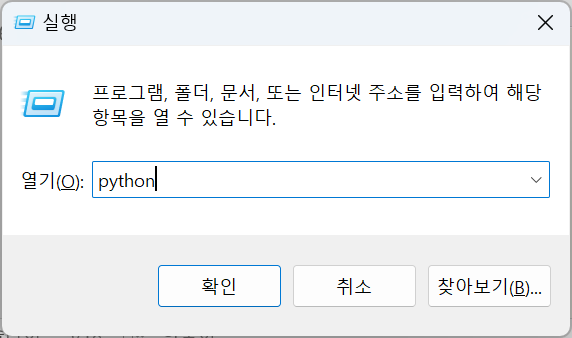 실행
프로그램, 폴더, 문서, 또는 인터넷 주소를 입력하여 해당
항목을 열 수 있습니다.
열기(O): python
확인 취소 찾아보기(B)...